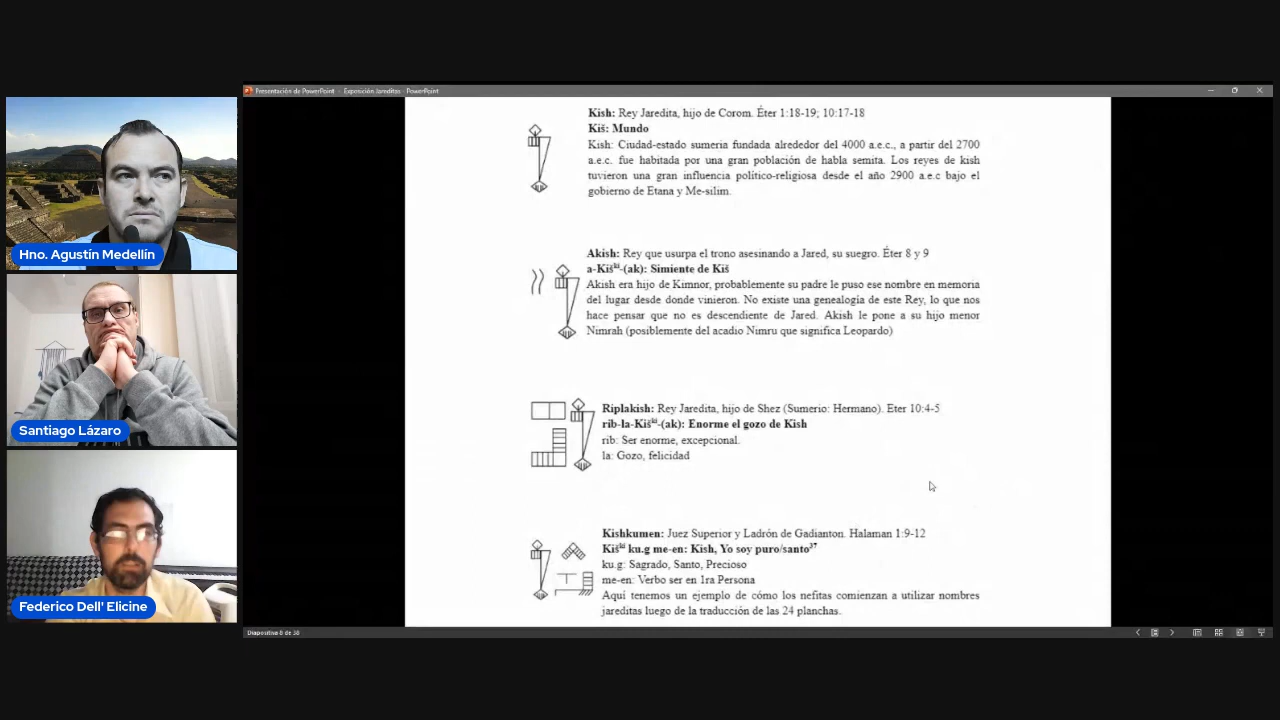 Presentación de PowerPoint - Exposición Jareditas - PowerPoint
Kish: Rey Jaredita, hijo de Corom. Éter 1:18-19; 10:17-18
Kiš: Mundo
Kish: Ciudad-estado sumeria fundada alrededor del 4000 a.e.c., a partir del 2700
a.e.c. fue habitada por una gran población de habla semita. Los reyes de kish
tuvieron una gran influencia político-religiosa desde el año 2900 a.e.c bajo el
gobierno de Etana y Me-silim.
Akish: Rey que usurpa el trono asesinando a Jared, su suegro. Éter 8 y 9
a-Kišᵏⁱ-(ak): Simiente de Kiš
Akish era hijo de Kimnor, probablemente su padre le puso ese nombre en memoria
del lugar desde donde vinieron. No existe una genealogía de este Rey, lo que nos
hace pensar que no es descendiente de Jared. Akish le pone a su hijo menor
Nimrah (posiblemente del acadio Nimru que significa Leopardo)
Riplakish: Rey Jaredita, hijo de Shez (Sumerio: Hermano). Eter 10:4-5
rib-la-Kišᵏⁱ-(ak): Enorme el gozo de Kish
rib: Ser enorme, excepcional.
la: Gozo, felicidad
Kishkumen: Juez Superior y Ladrón de Gadianton. Halaman 1:9-12
Kišᵏⁱ ku.g me-en: Kish, Yo soy puro/santo³⁷
ku.g: Sagrado, Santo, Precioso
me-en: Verbo ser en 1ra Persona
Aquí tenemos un ejemplo de cómo los nefitas comienzan a utilizar nombres
jareditas luego de la traducción de las 24 planchas.
Diapositiva 8 de 38
Hno. Agustín Medellín
Santiago Lázaro
Federico Dell' Elicine